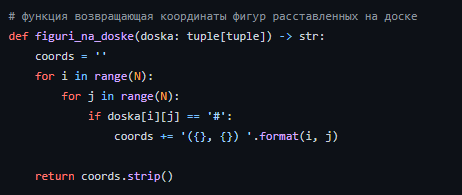 # функция возвращающая координаты фигур расставленных на доске
def figuri_na_doske(doska: tuple[tuple]) -> str:
    coords = ''
    for i in range(N):
        for j in range(N):
            if doska[i][j] == '#':
                coords += '({}, {}) '.format(i, j)

    return coords.strip()